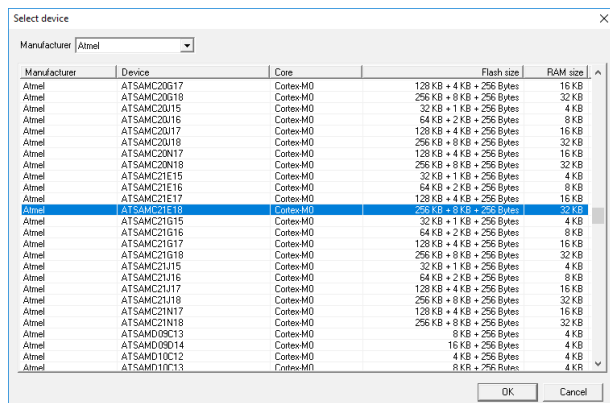 Select device
Manufacturer Atmel
Manufacturer Device Core Flash size RAM size
Atmel ATSAMC20G17 Cortex-M0 128 KB + 4 KB + 256 Bytes 16 KB
Atmel ATSAMC20G18 Cortex-M0 256 KB + 8 KB + 256 Bytes 32 KB
Atmel ATSAMC20J15 Cortex-M0 32 KB + 1 KB + 256 Bytes 4 KB
Atmel ATSAMC20J16 Cortex-M0 64 KB + 2 KB + 256 Bytes 8 KB
Atmel ATSAMC20J17 Cortex-M0 128 KB + 4 KB + 256 Bytes 16 KB
Atmel ATSAMC20J18 Cortex-M0 256 KB + 8 KB + 256 Bytes 32 KB
Atmel ATSAMC20N17 Cortex-M0 128 KB + 4 KB + 256 Bytes 16 KB
Atmel ATSAMC20N18 Cortex-M0 256 KB + 8 KB + 256 Bytes 32 KB
Atmel ATSAMC21E15 Cortex-M0 32 KB + 1 KB + 256 Bytes 4 KB
Atmel ATSAMC21E16 Cortex-M0 64 KB + 2 KB + 256 Bytes 8 KB
Atmel ATSAMC21E17 Cortex-M0 128 KB + 4 KB + 256 Bytes 16 KB
Atmel ATSAMC21E18 Cortex-M0 256 KB + 8 KB + 256 Bytes 32 KB
Atmel ATSAMC21G15 Cortex-M0 32 KB + 1 KB + 256 Bytes 4 KB
Atmel ATSAMC21G16 Cortex-M0 64 KB + 2 KB + 256 Bytes 8 KB
Atmel ATSAMC21G17 Cortex-M0 128 KB + 4 KB + 256 Bytes 16 KB
Atmel ATSAMC21G18 Cortex-M0 256 KB + 8 KB + 256 Bytes 32 KB
Atmel ATSAMC21J15 Cortex-M0 32 KB + 1 KB + 256 Bytes 4 KB
Atmel ATSAMC21J16 Cortex-M0 64 KB + 2 KB + 256 Bytes 8 KB
Atmel ATSAMC21J17 Cortex-M0 128 KB + 4 KB + 256 Bytes 16 KB
Atmel ATSAMC21J18 Cortex-M0 256 KB + 8 KB + 256 Bytes 32 KB
Atmel ATSAMC21N17 Cortex-M0 128 KB + 4 KB + 256 Bytes 16 KB
Atmel ATSAMC21N18 Cortex-M0 256 KB + 8 KB + 256 Bytes 32 KB
Atmel ATSAMD09C13 Cortex-M0 8 KB + 256 Bytes 4 KB
Atmel ATSAMD09D14 Cortex-M0 16 KB + 256 Bytes 4 KB
Atmel ATSAMD10C12 Cortex-M0 4 KB + 256 Bytes 4 KB
Atmel ATSAMD10C13 Cortex-M0 8 KB + 256 Bytes 4 KB
OK Cancel